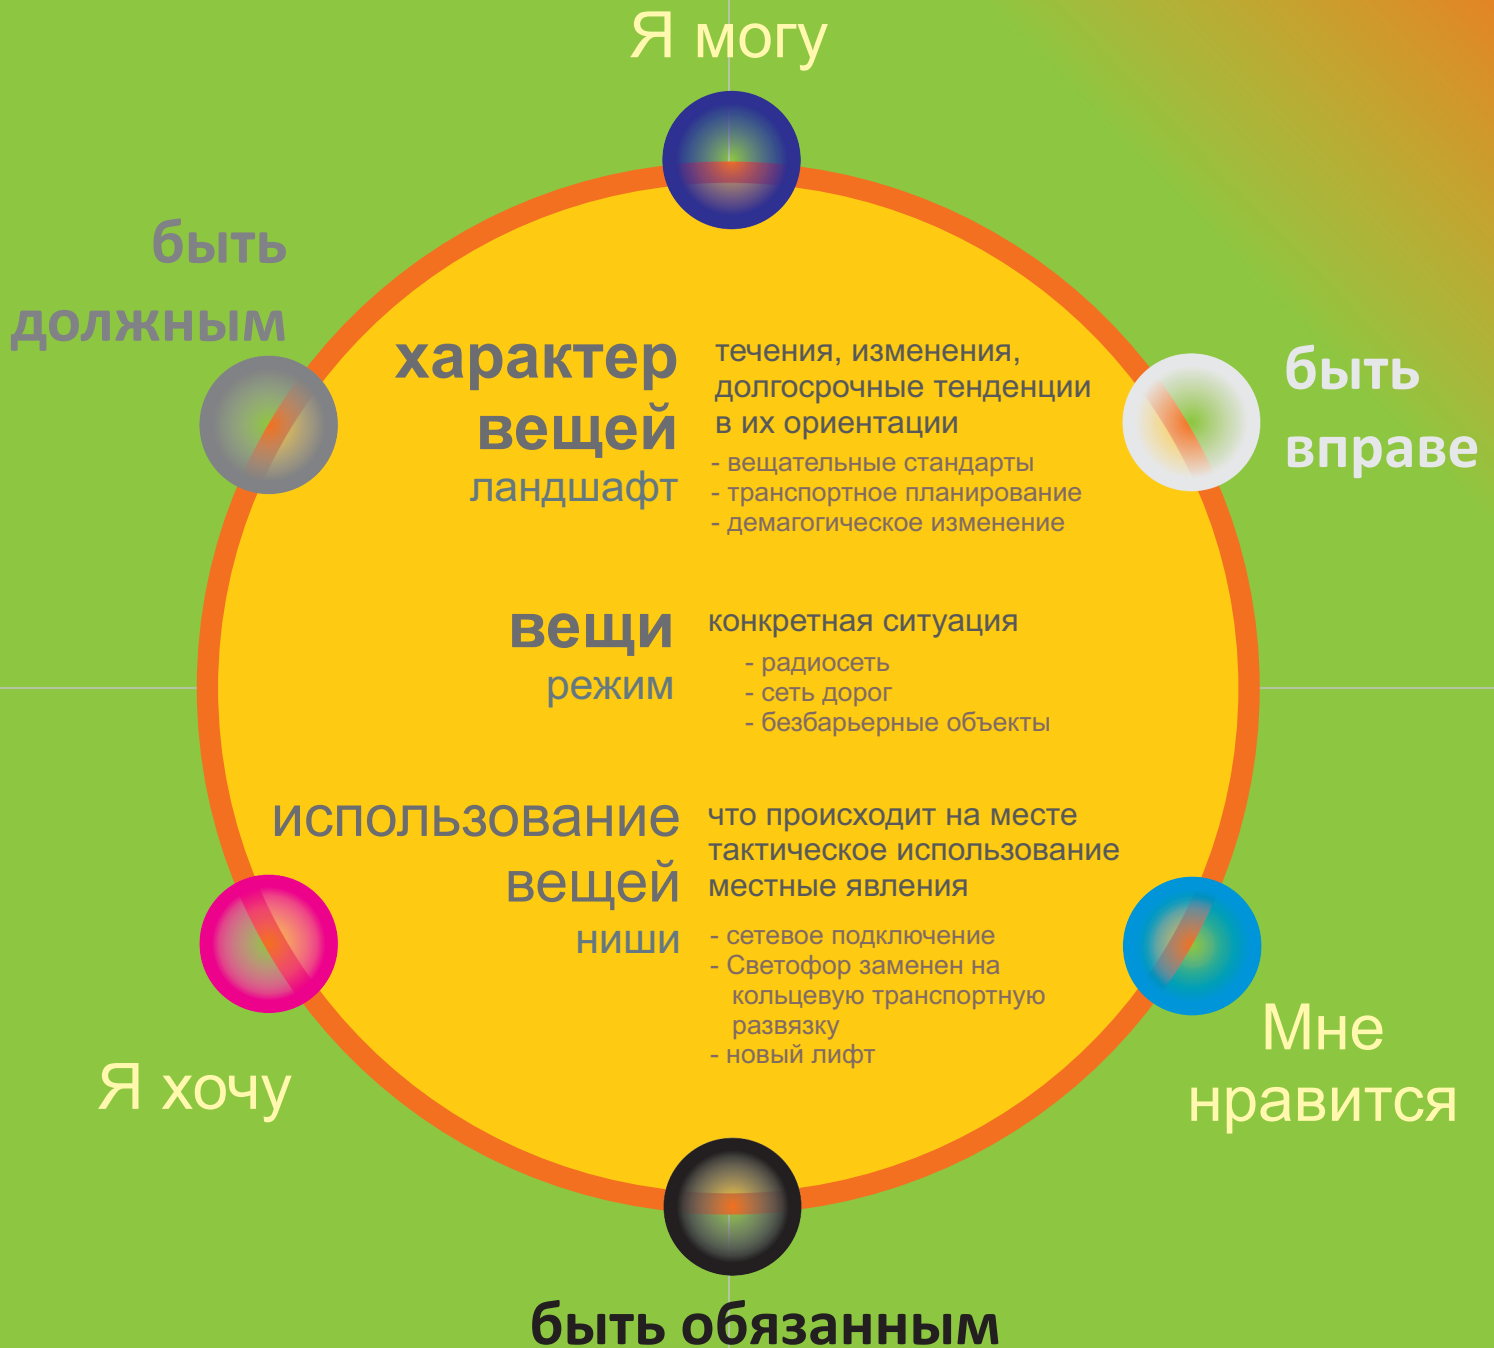 Я могу
быть
должным
быть
вправе
характер
вещей
ландшафт
течения, изменения,
долгосрочные тенденции
в их ориентации
- вещательные стандарты
- транспортное планирование
- демагогическое изменение
вещи
режим
конкретная ситуация
- радиосеть
- сеть дорог
- безбарьерные объекты
использование
вещей
ниши
что происходит на месте
тактическое использование
местные явления
- сетевое подключение
- Светофор заменен на
кольцевую транспортную
развязку
- новый лифт
Я хочу
Мне
нравится
быть обязанным